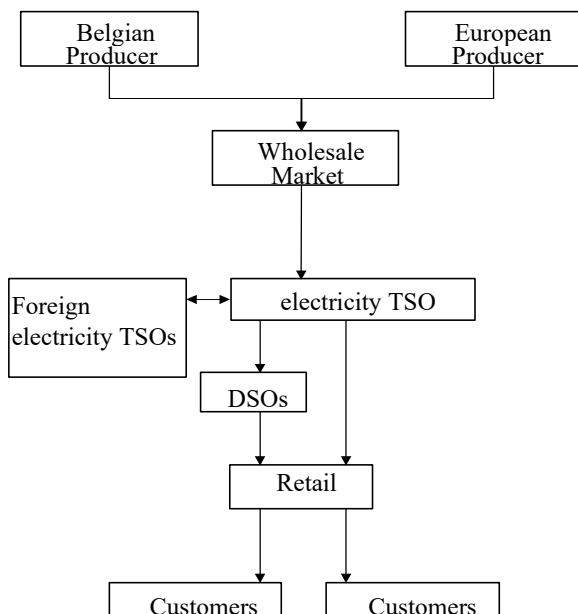 Belgian
Producer
European
Producer
Wholesale
Market
Foreign
electricity TSOs
electricity TSO
DSOs
Retail
Customers
Customers